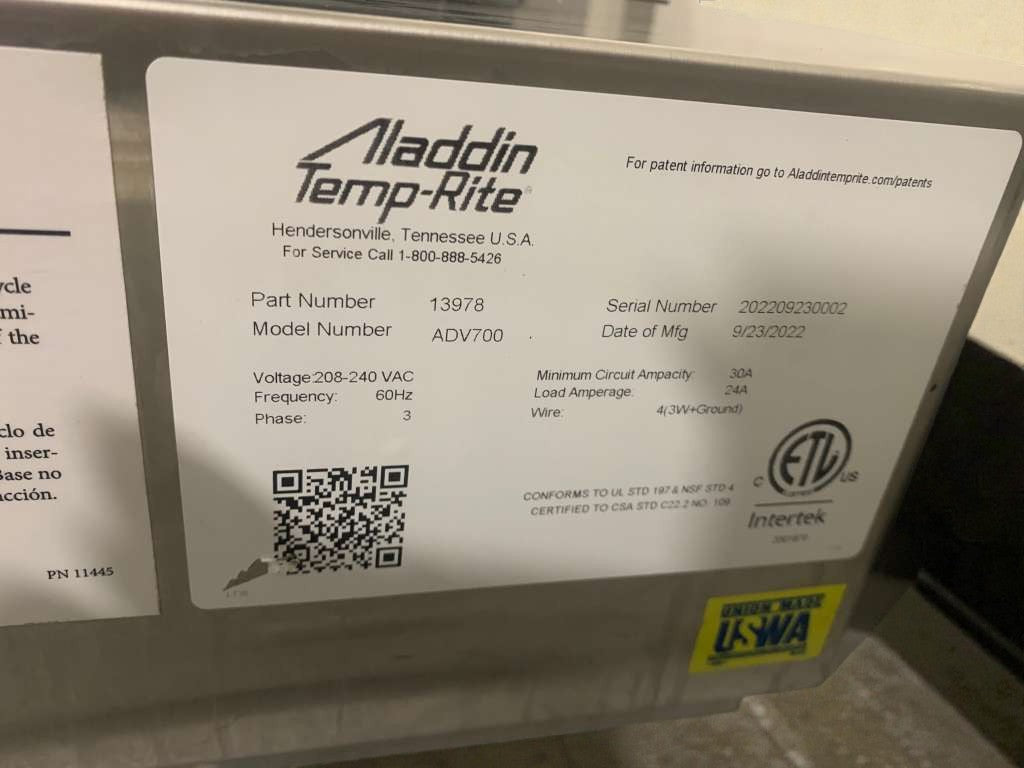 Aladdin
Temp-Rite®
Hendersonville, Tennessee U.S.A.
For Service Call 1-800-888-5426
For patent information go to Aladdintemprite.com/patents
Part Number 13978
Model Number ADV700
Serial Number 202209230002
Date of Mfg 9/23/2022
Voltage:208-240 VAC
Frequency: 60Hz
Phase: 3
Minimum Circuit Ampacity: 30A
Load Amperage: 24A
Wire: 4(3W+Ground)
CONFORMS TO UL STD 197 & NSF STD 4
CERTIFIED TO CSA STD C22.2 NO. 109
ETL
C US
Intertek
UNION MADE
USWA
ycle
mi-
f the
clo de
inser-
Base no
acción.
PN 11445